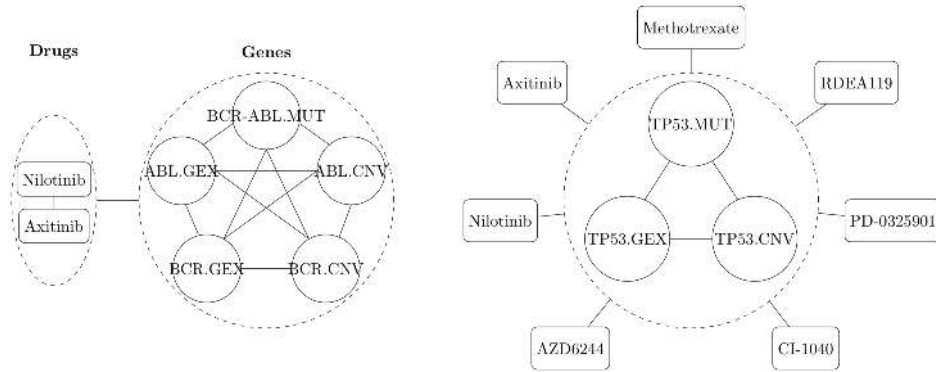 Drugs
Genes
BCR-ABL.MUT
ABL.GEX
ABL.CNV
Nilotinib
Axitinib
BCR.GEX
BCR.CNV
Methotrexate
Axitinib
RDEA119
TP53.MUT
Nilotinib
PD-0325901
TP53.GEX
TP53.CNV
AZD6244
CI-1040